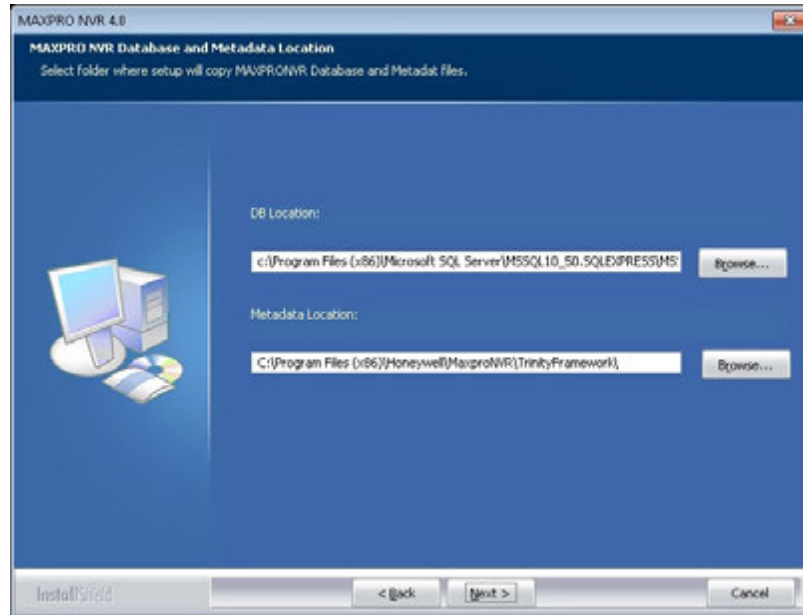 MAXPRO NVR 4.0
MAXPRO NVR Database and Metadata Location
Select folder where setup will copy MAXPRONVR Database and Metadat files.
DB Location:
c:\Program Files (x86)\Microsoft SQL Server\MSSQL10_50.SQLEXPRESS\MS
Browse...
Metadata Location:
C:\Program Files (x86)\Honeywell\MaxproNVR\TrinityFramework\
Browse...
InstallShield
< Back
Next >
Cancel